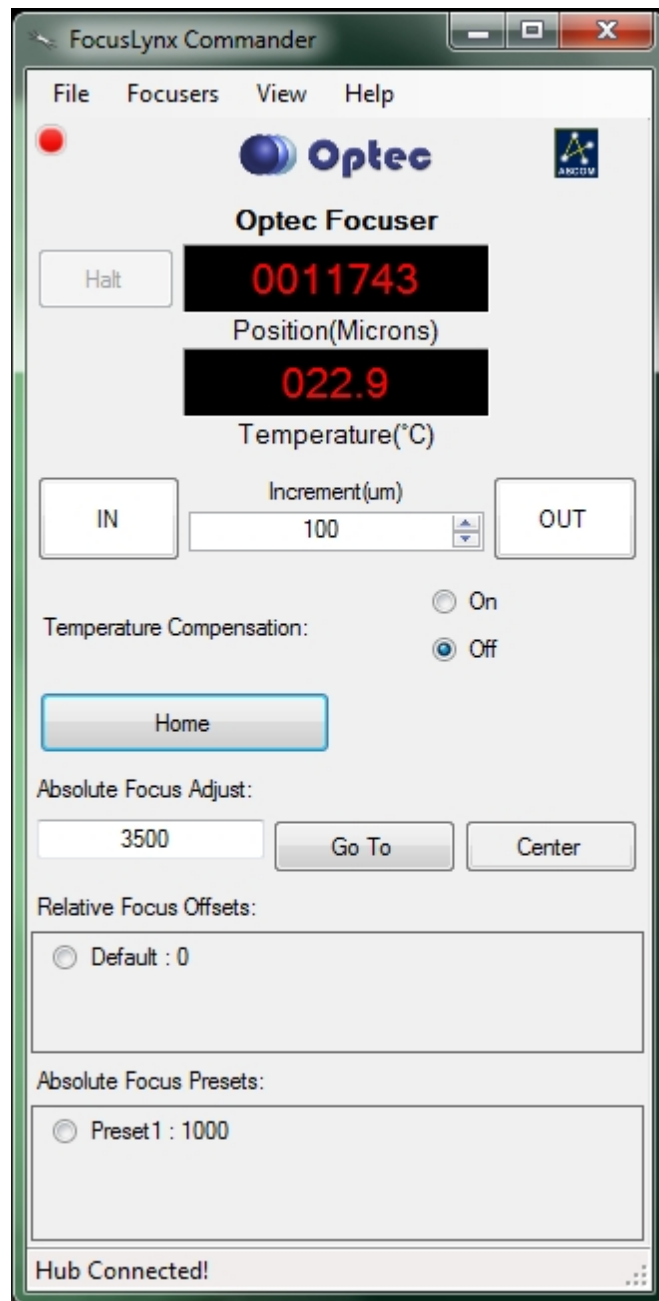 FocusLynx Commander
File Focusers View Help
Optec
ASCOM
Optec Focuser
Halt
0011743
Position(Microns)
022.9
Temperature(°C)
IN
Increment(um)
100
OUT
Temperature Compensation:
On
Off
Home
Absolute Focus Adjust:
3500 Go To Center
Relative Focus Offsets:
Default : 0
Absolute Focus Presets:
Preset1 : 1000
Hub Connected!